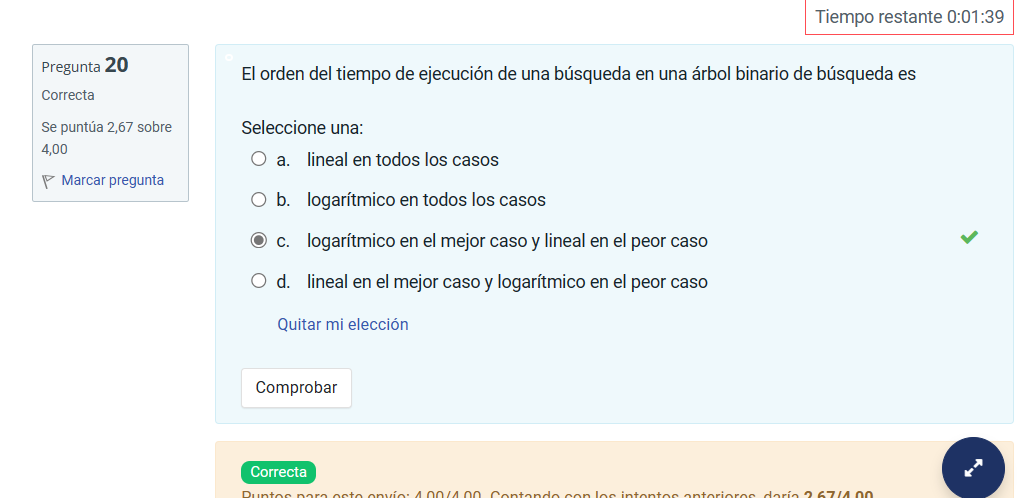 Tiempo restante 0:01:39
Pregunta 20
Correcta
Se puntúa 2,67 sobre
4,00
Marcar pregunta
El orden del tiempo de ejecución de una búsqueda en una árbol binario de búsqueda es
Seleccione una:
a. lineal en todos los casos
b. logarítmico en todos los casos
c. logarítmico en el mejor caso y lineal en el peor caso
d. lineal en el mejor caso y logarítmico en el peor caso
Quitar mi elección
Comprobar
Correcta
Puntos para este envío: 4,00/4,00. Contando con los intentos anteriores, daría 2,67/4,00.